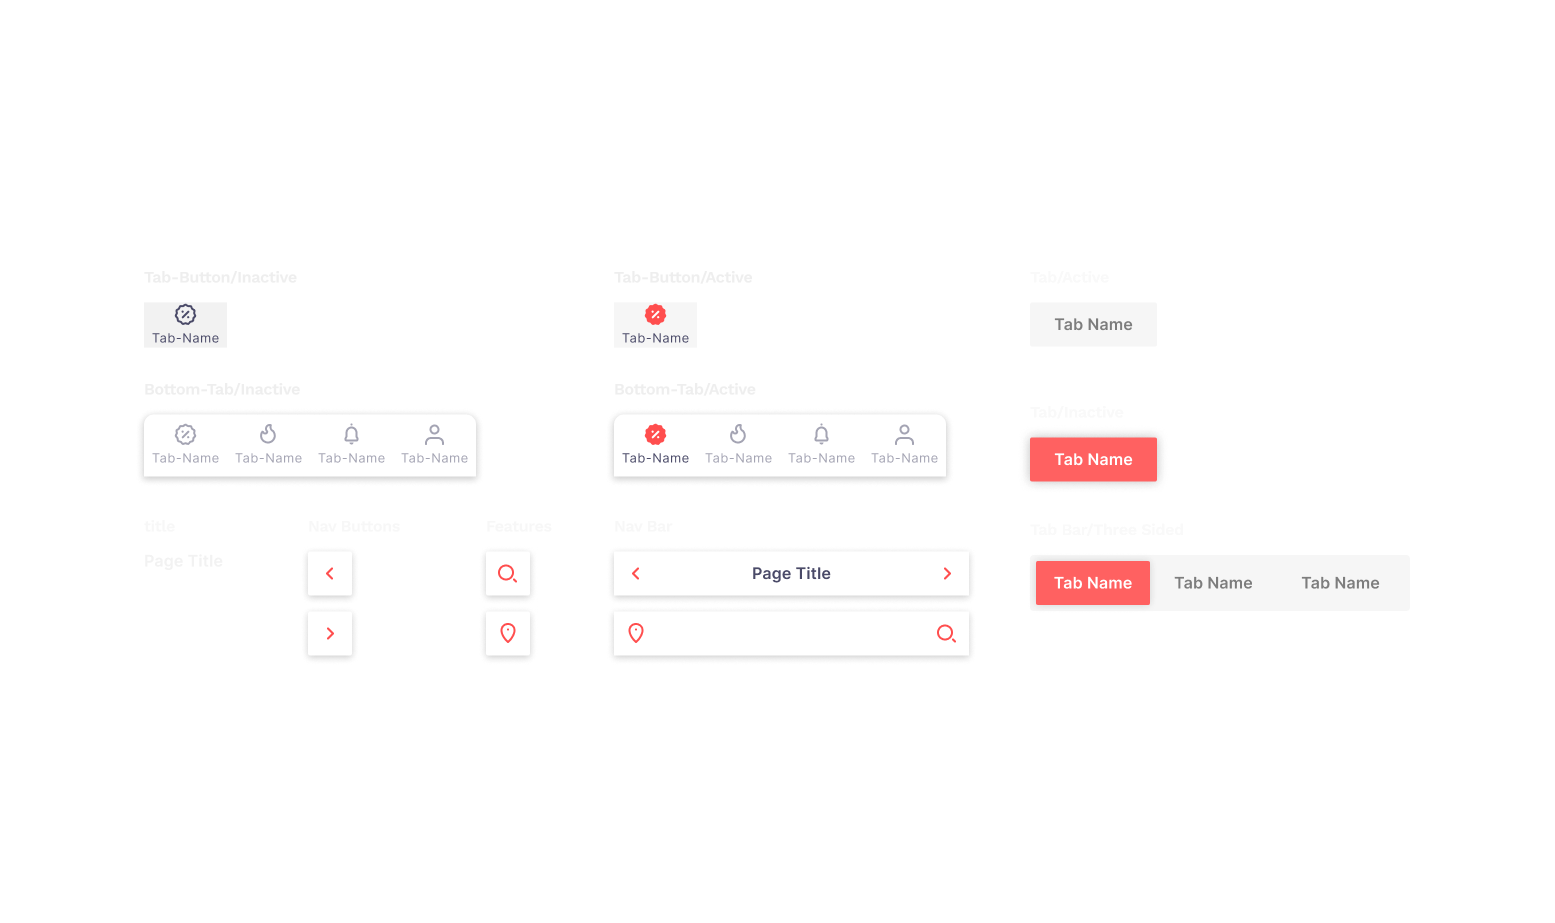 Tab-Button/Inactive
Tab-Name
Bottom-Tab/Inactive
Tab-Name Tab-Name Tab-Name Tab-Name
title
Page Title
Nav Buttons
Features
Tab-Button/Active
Tab-Name
Bottom-Tab/Active
Tab-Name Tab-Name Tab-Name Tab-Name
Nav Bar
Page Title
Tab/Active
Tab Name
Tab/Inactive
Tab Name
Tab Bar/Three Sided
Tab Name Tab Name Tab Name